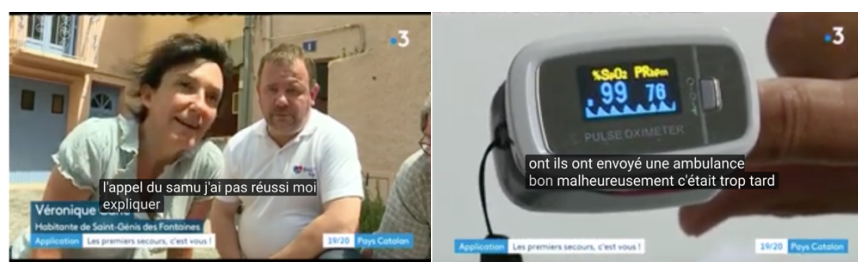 3
l'appel du samu j'ai pas réussi moi
expliquer
Véronique
Habitante de Saint-Génis des Fontaines
Application Les premiers secours, c'est vous ! 19/20 Pays Catalan
3
%SpO2 PRbpm
99 76
PULSE OXIMETER
ont ils ont envoyé une ambulance
bon malheureusement c'était trop tard
Application Les premiers secours, c'est vous ! 19/20 Pays Catalan